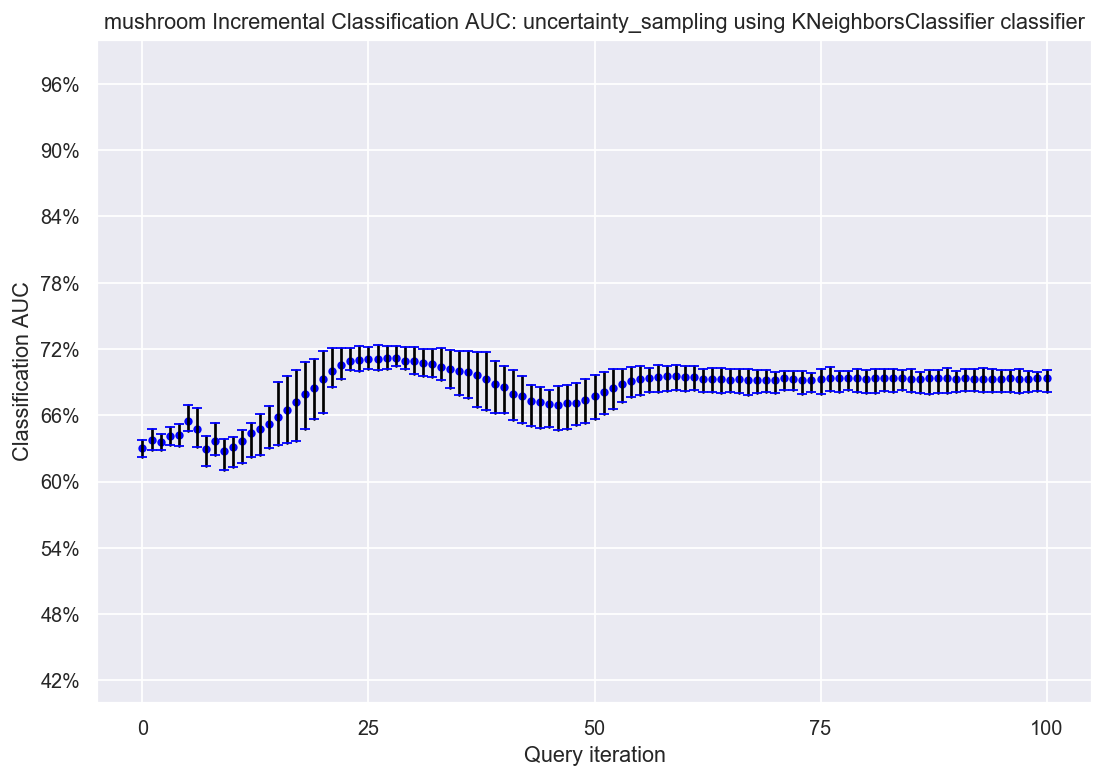 mushroom Incremental Classification AUC: uncertainty_sampling using KNeighborsClassifier classifier
96%
90%
84%
78%
72%
66%
60%
54%
48%
42%
Classification AUC
0 25 50 75 100
Query iteration